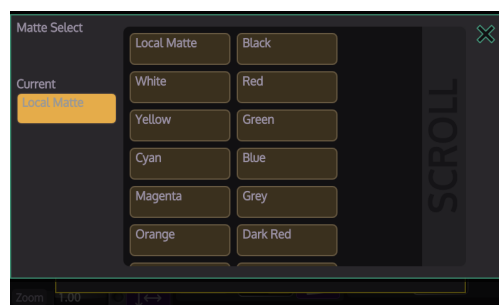 Matte Select
Local Matte
Black
Current
Local Matte
White
Red
Yellow
Green
Cyan
Blue
Magenta
Grey
Orange
Dark Red
SCROLL
Zoom 1.00